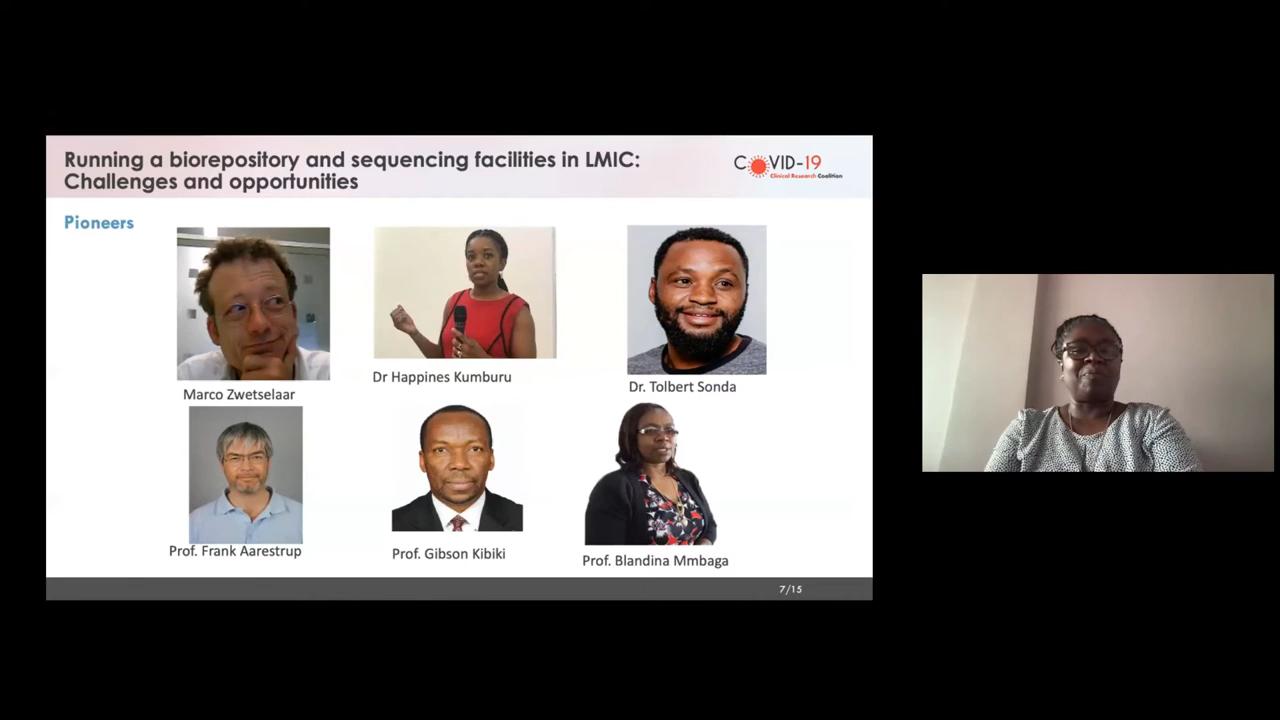 Running a biorepository and sequencing facilities in LMIC:
Challenges and opportunities
COVID-19
Clinical Research Coalition
Pioneers
Marco Zwetselaar
Dr Happines Kumburu
Dr. Tolbert Sonda
Prof. Frank Aarestrup
Prof. Gibson Kibiki
Prof. Blandina Mmbaga
7/15